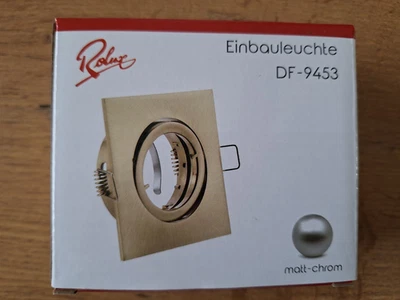 Rolux
Einbauleuchte
DF-9453
matt-chrom